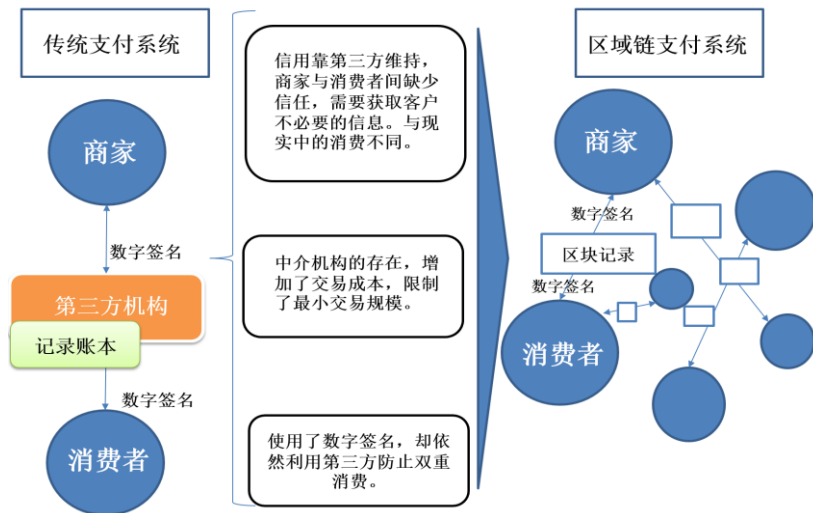 传统支付系统
商家
数字签名
第三方机构
记录账本
数字签名
消费者
信用靠第三方维持，
商家与消费者间缺少
信任，需要获取客户
不必要的信息。与现
实中的消费不同。
中介机构的存在，增
加了交易成本，限制
了最小交易规模。
使用了数字签名，却依
然利用第三方防止双重
消费。
区域链支付系统
商家
数字签名
区块记录
数字签名
消费者